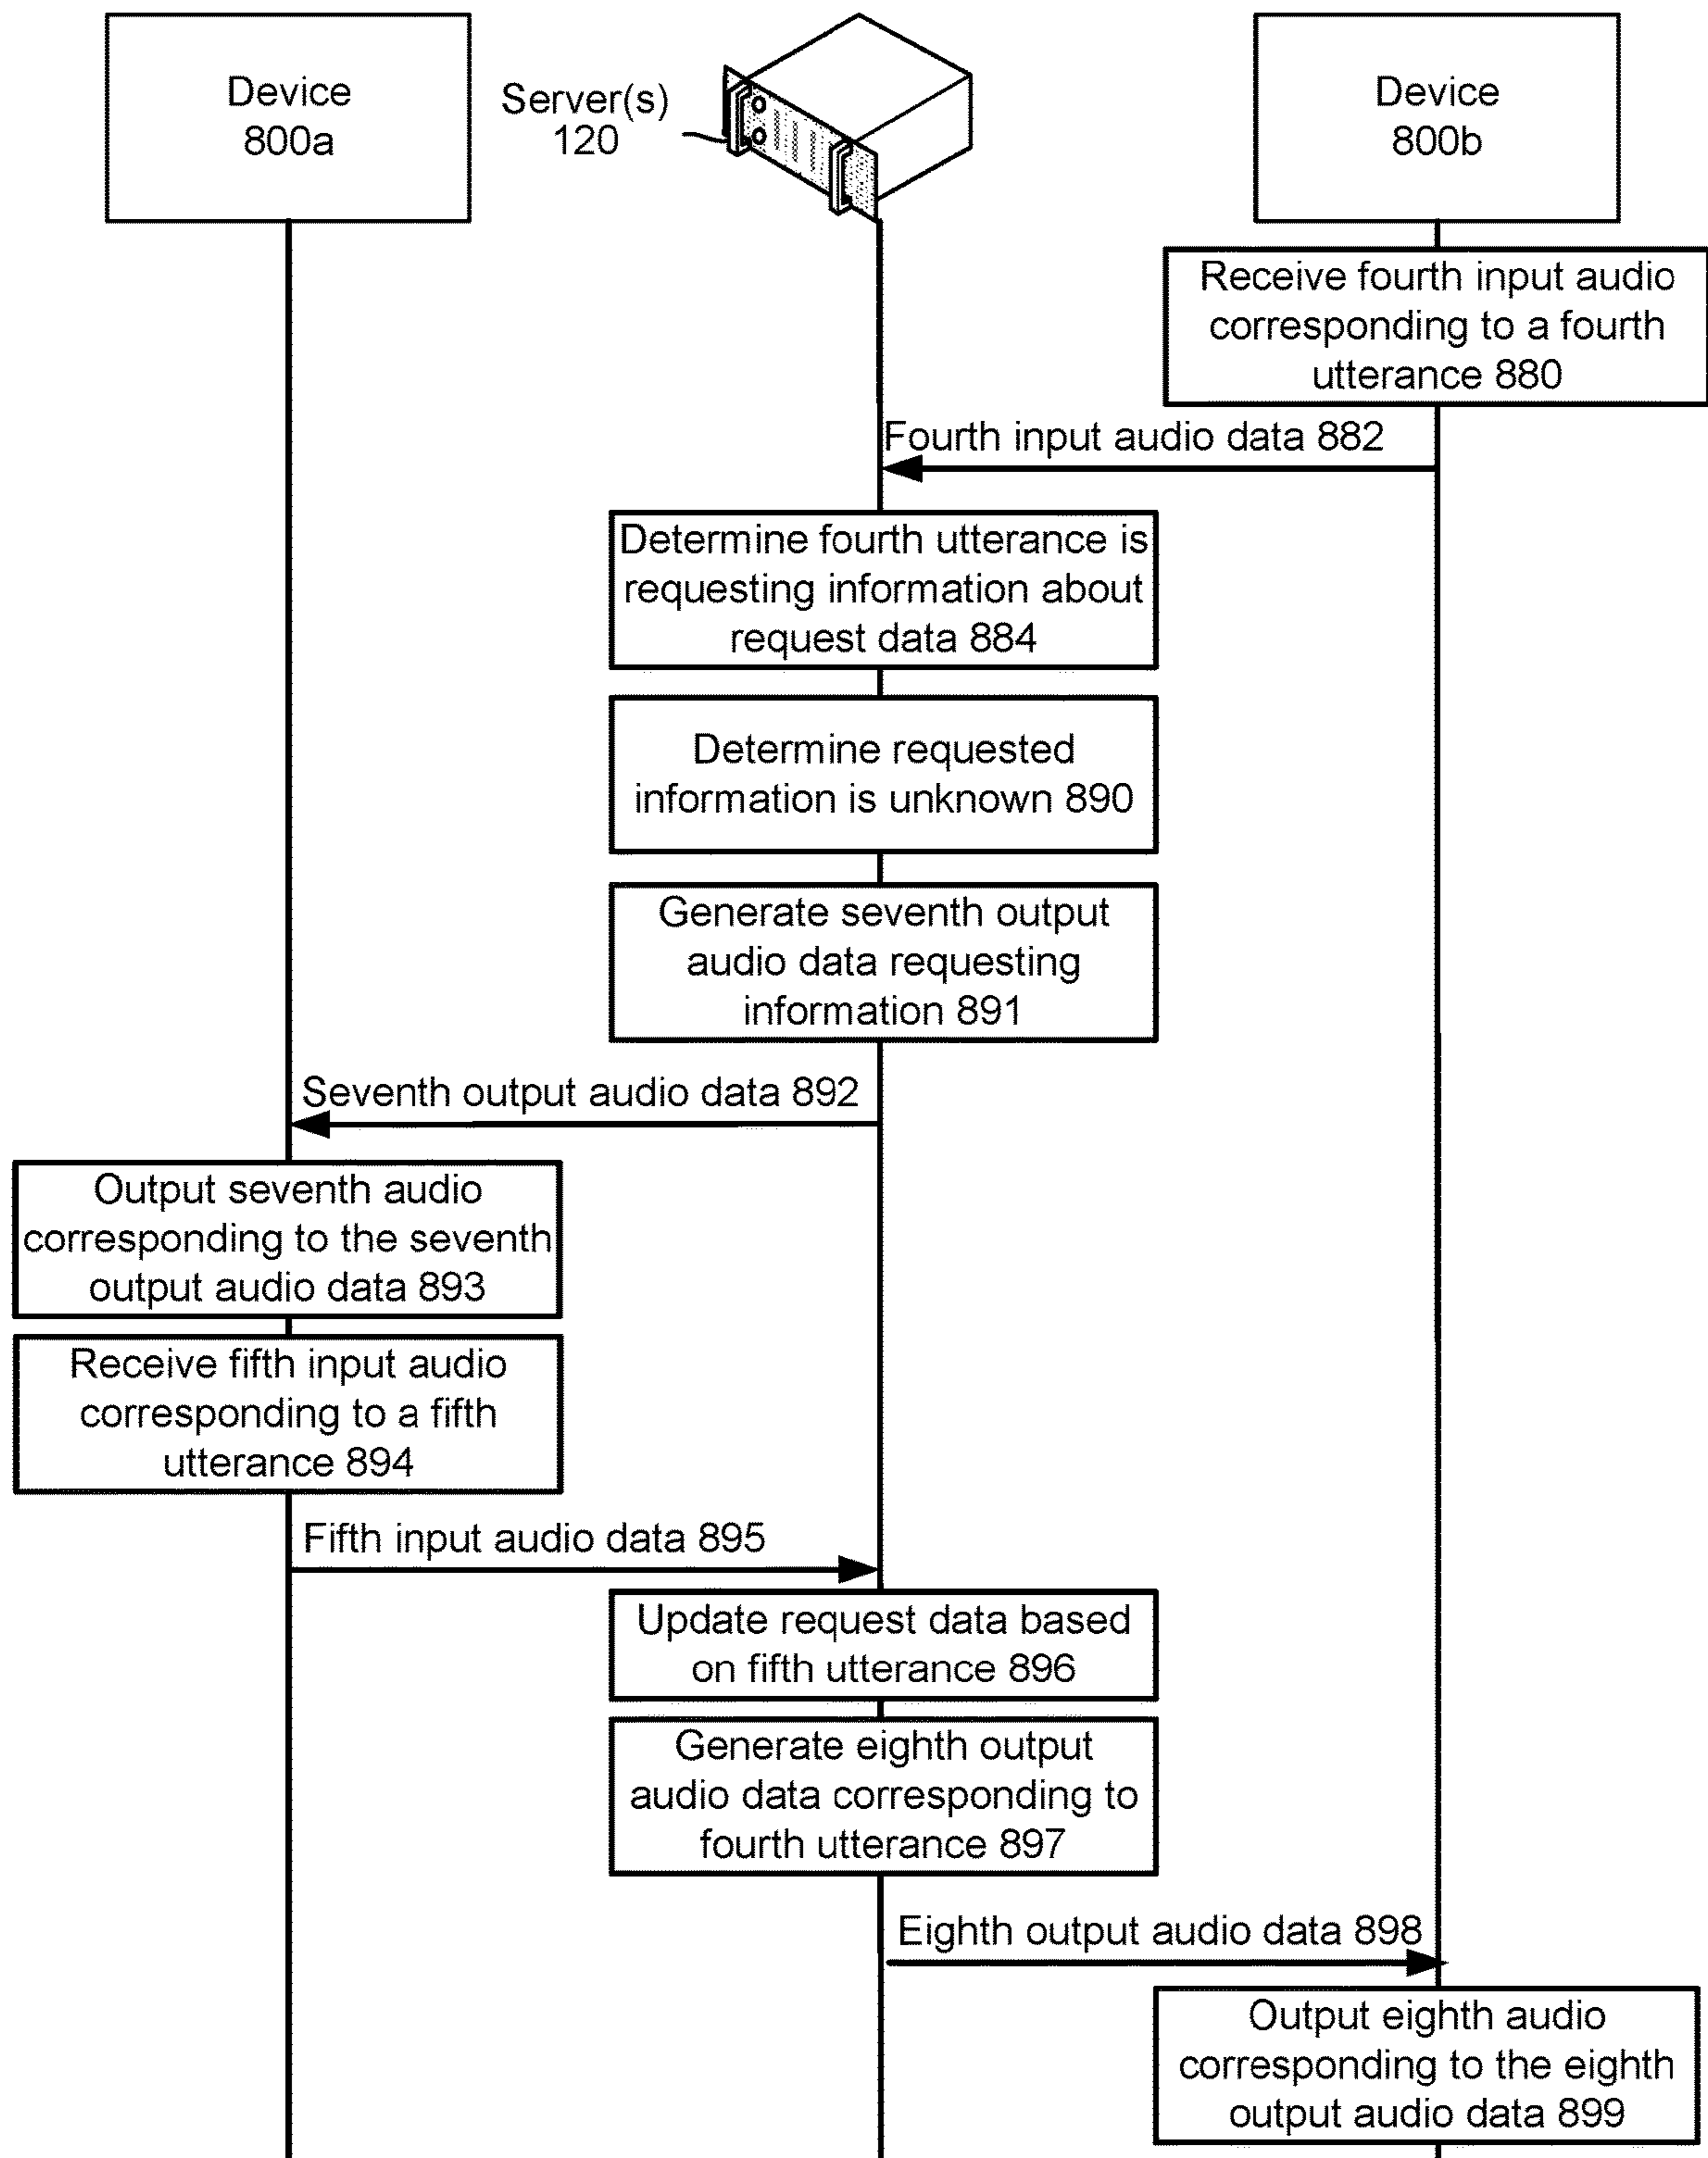 Device
800a
Server(s)
120
Device
800b
Receive fourth input audio
corresponding to a fourth
utterance 880
Fourth input audio data 882
Determine fourth utterance is
requesting information about
request data 884
Determine requested
information is unknown 890
Generate seventh output
audio data requesting
information 891
Seventh output audio data 892
Output seventh audio
corresponding to the seventh
output audio data 893
Receive fifth input audio
corresponding to a fifth
utterance 894
Fifth input audio data 895
Update request data based
on fifth utterance 896
Generate eighth output
audio data corresponding to
fourth utterance 897
Eighth output audio data 898
Output eighth audio
corresponding to the eighth
output audio data 899